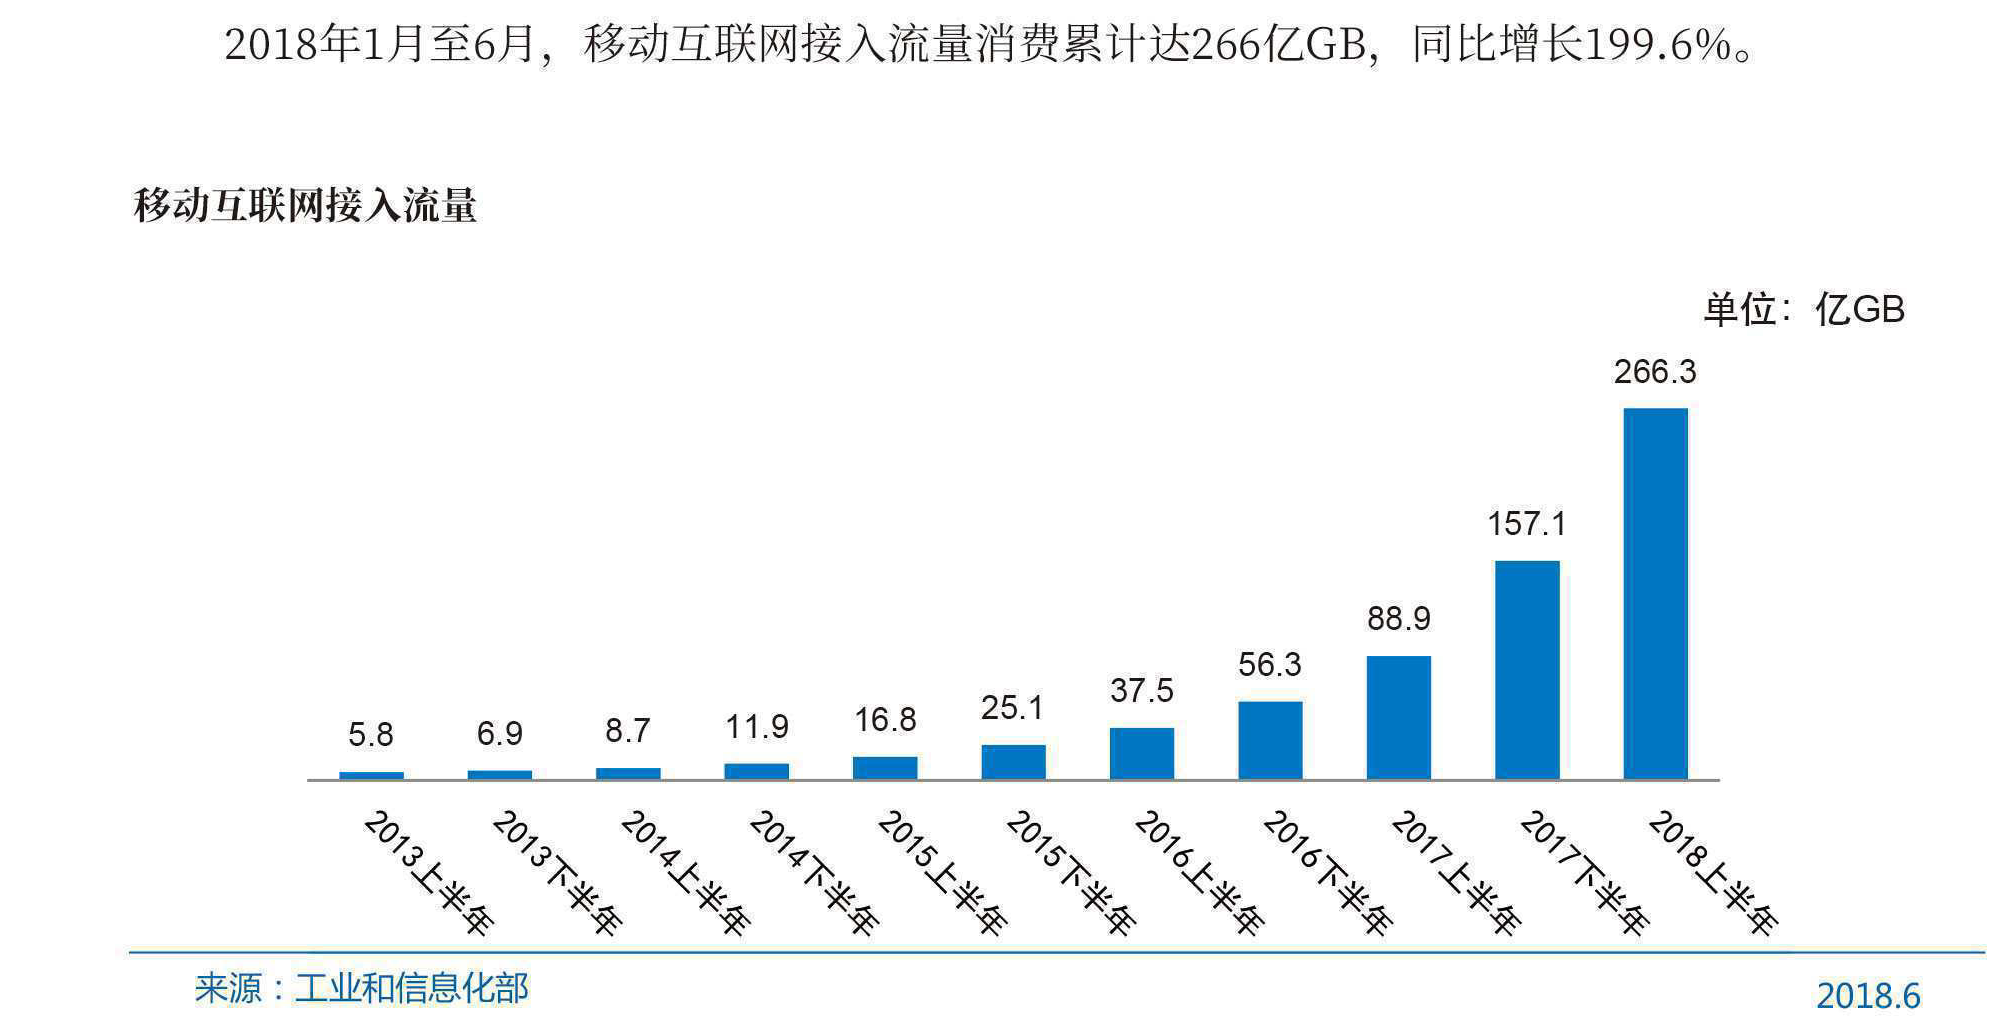 2018年1月至6月，移动互联网接入流量消费累计达266亿GB，同比增长199.6%。
移动互联网接入流量
单位：亿GB
5.8
6.9
8.7
11.9
16.8
25.1
37.5
56.3
88.9
157.1
266.3
2013上半年
2013下半年
2014上半年
2014下半年
2015上半年
2015下半年
2016上半年
2016下半年
2017上半年
2017下半年
2018上半年
来源：工业和信息化部
2018.6